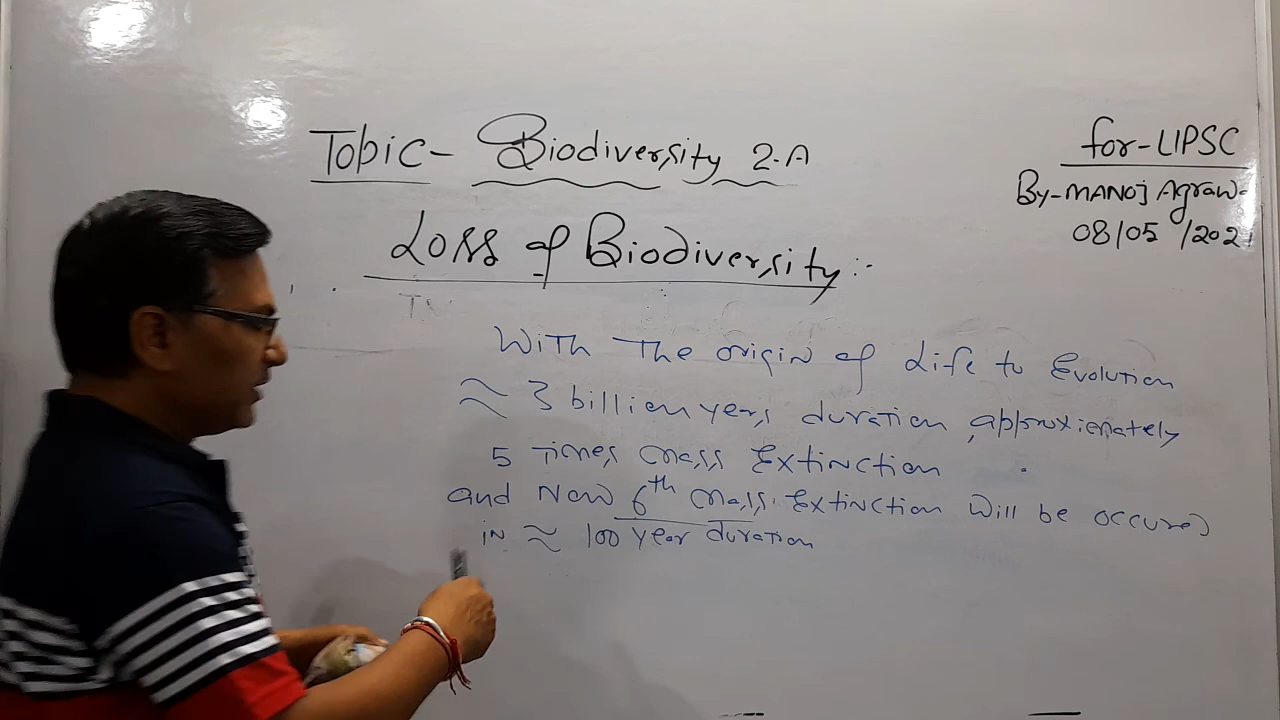 Topic- Biodiversity 2.A
for-LIPSC
By-MANOJ Agraw
08/05/202
Loss of Biodiversity:-
With The origin of Life to Evolution
≈ 3 billion years duration, approximately
5 Times mass Extinction
and Now 6th mass Extinction will be occured
in ≈ 100 year duration